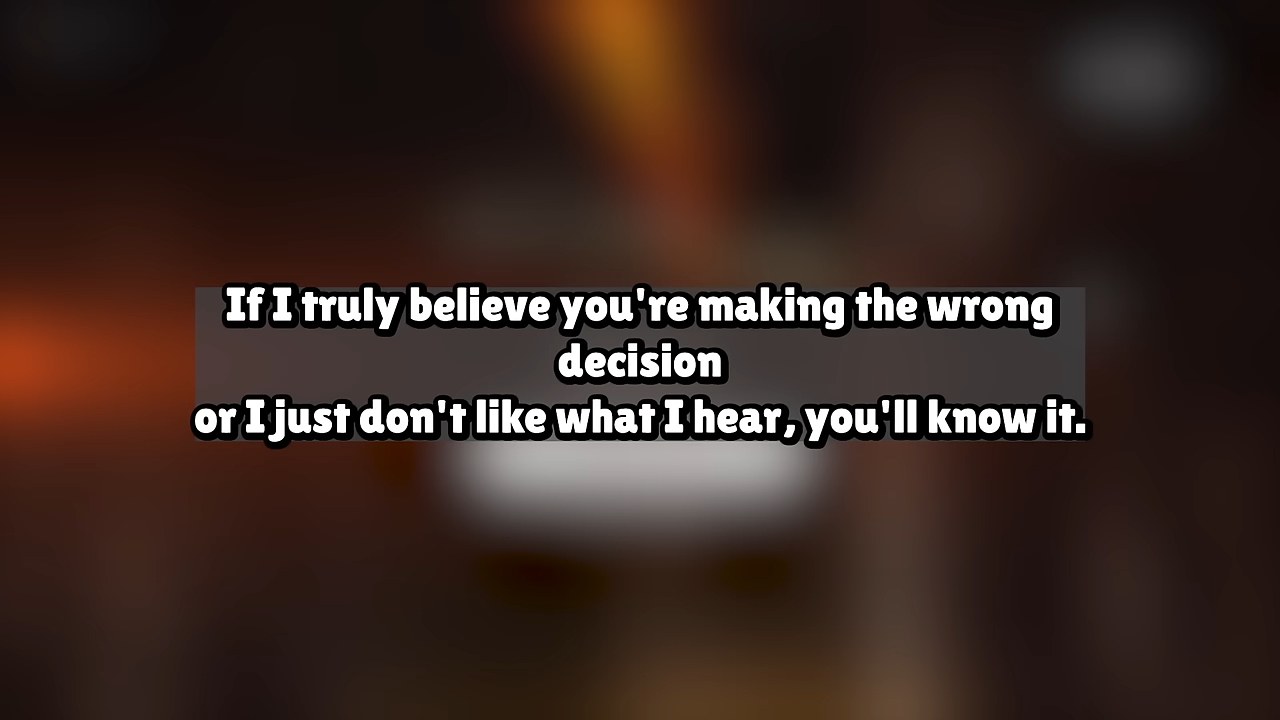 If I truly believe you're making the wrong
decision
or I just don't like what I hear, you'll know it.